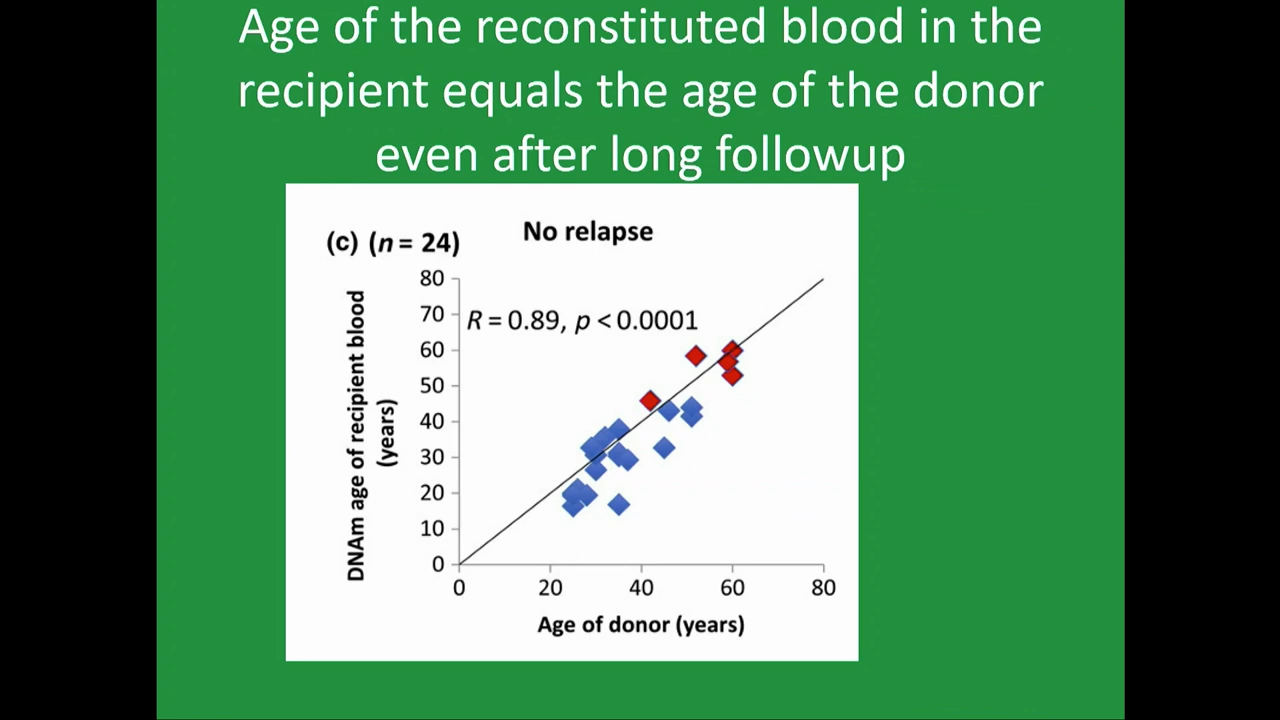 Age of the reconstituted blood in the
recipient equals the age of the donor
even after long followup
(c) (n = 24)
No relapse
80
70
60
50
40
30
20
10
0
R = 0.89, p < 0.0001
DNAm age of recipient blood
(years)
0 20 40 60 80
Age of donor (years)